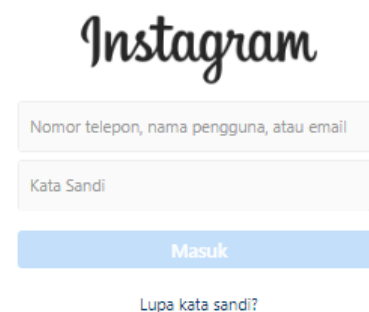 Instagram
Nomor telepon, nama pengguna, atau email
Kata Sandi
Masuk
Lupa kata sandi?